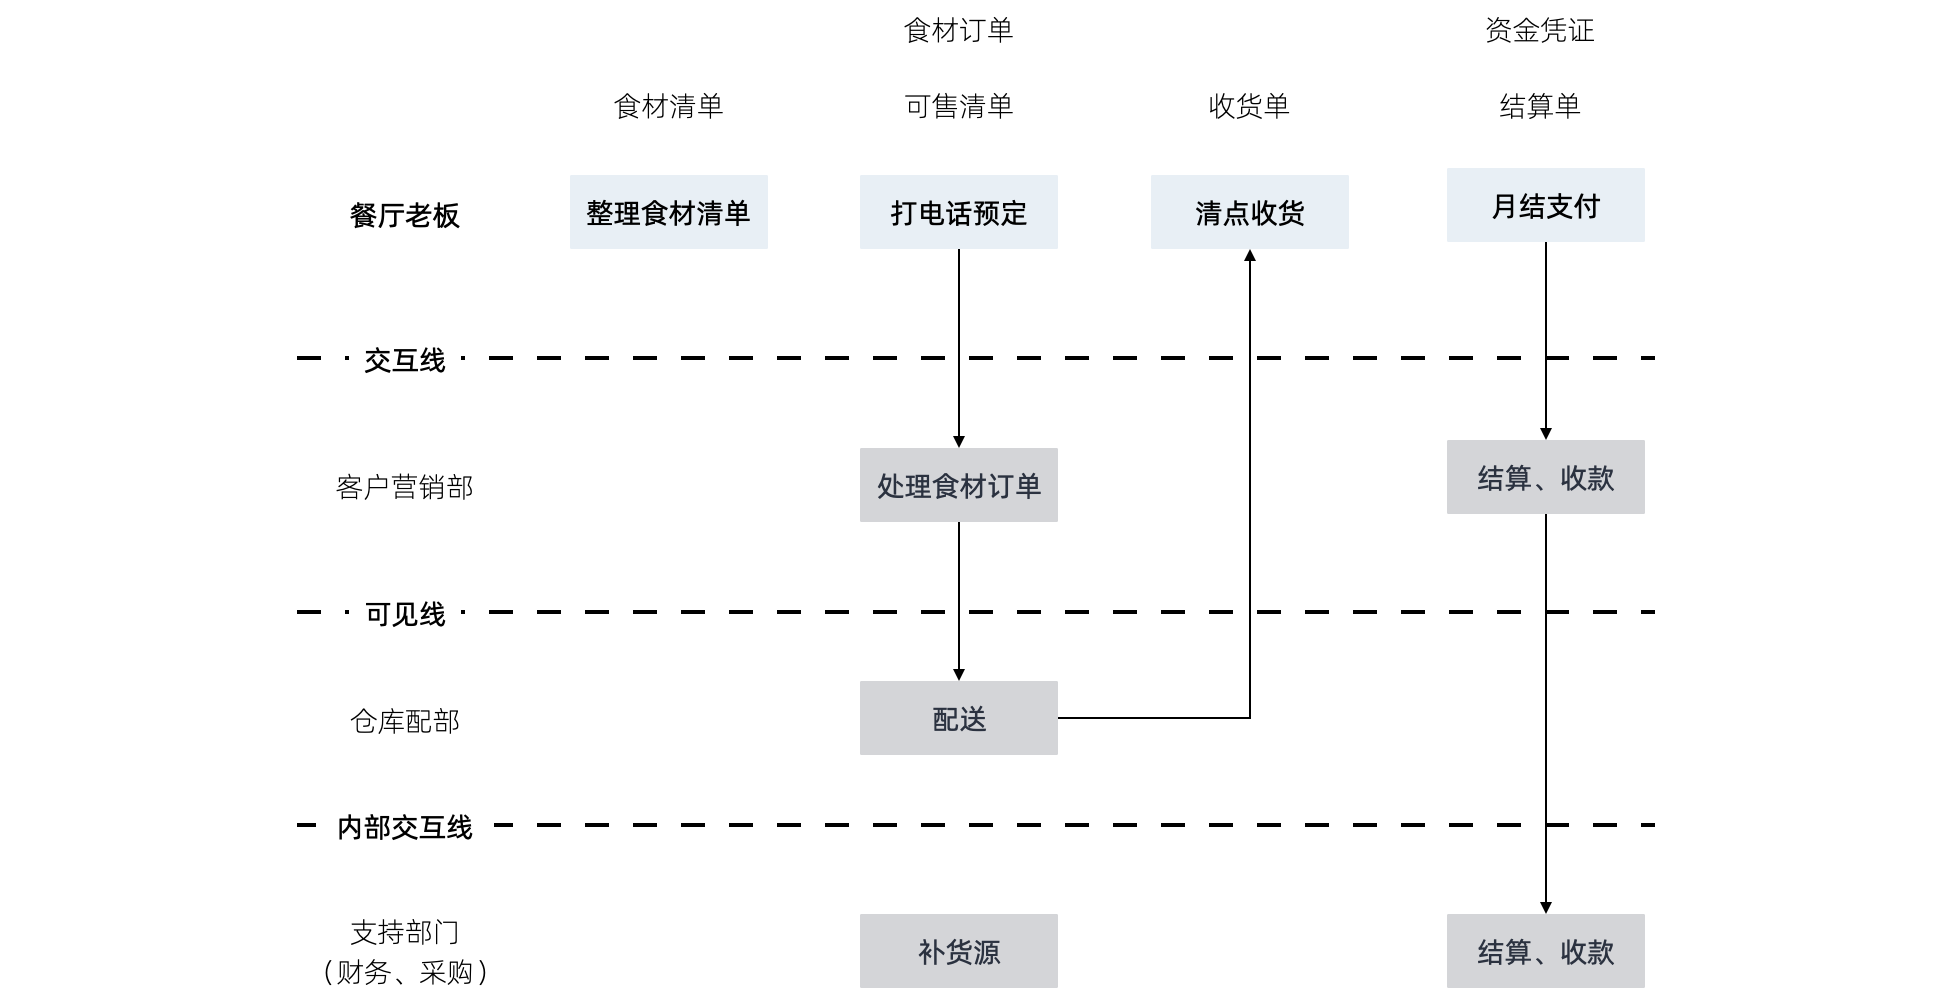 食材订单
资金凭证
食材清单
可售清单
收货单
结算单
餐厅老板
整理食材清单
打电话预定
清点收货
月结支付
交互线
客户营销部
处理食材订单
结算、收款
可见线
仓库配部
配送
内部交互线
支持部门
（财务、采购）
补货源
结算、收款